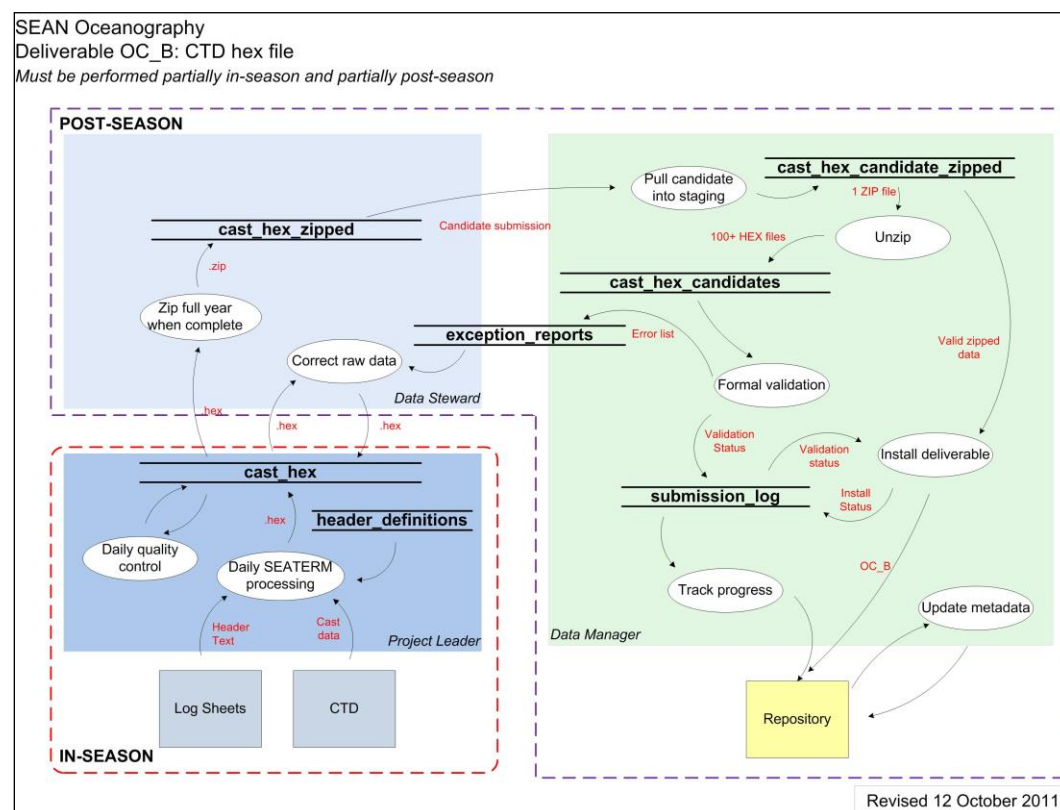 SEAN Oceanography
Deliverable OC_B: CTD hex file
Must be performed partially in-season and partially post-season
POST-SEASON
cast_hex_zipped
Candidate submission
.zip
Zip full year
when complete
Correct raw data
exception_reports
Data Steward
.hex
.hex
.hex
Pull candidate
into staging
cast_hex_candidate_zipped
1 ZIP file
100+ HEX files
Unzip
cast_hex_candidates
Error list
Valid zipped
data
Formal validation
Validation
Status
Validation
status
Install deliverable
submission_log
Install
Status
OC_B
Track progress
Update metadata
Data Manager
Repository
cast_hex
.hex
header_definitions
Daily quality
control
Daily SEATERM
processing
Header
Text
Cast
data
Project Leader
Log Sheets
CTD
IN-SEASON
Revised 12 October 2011